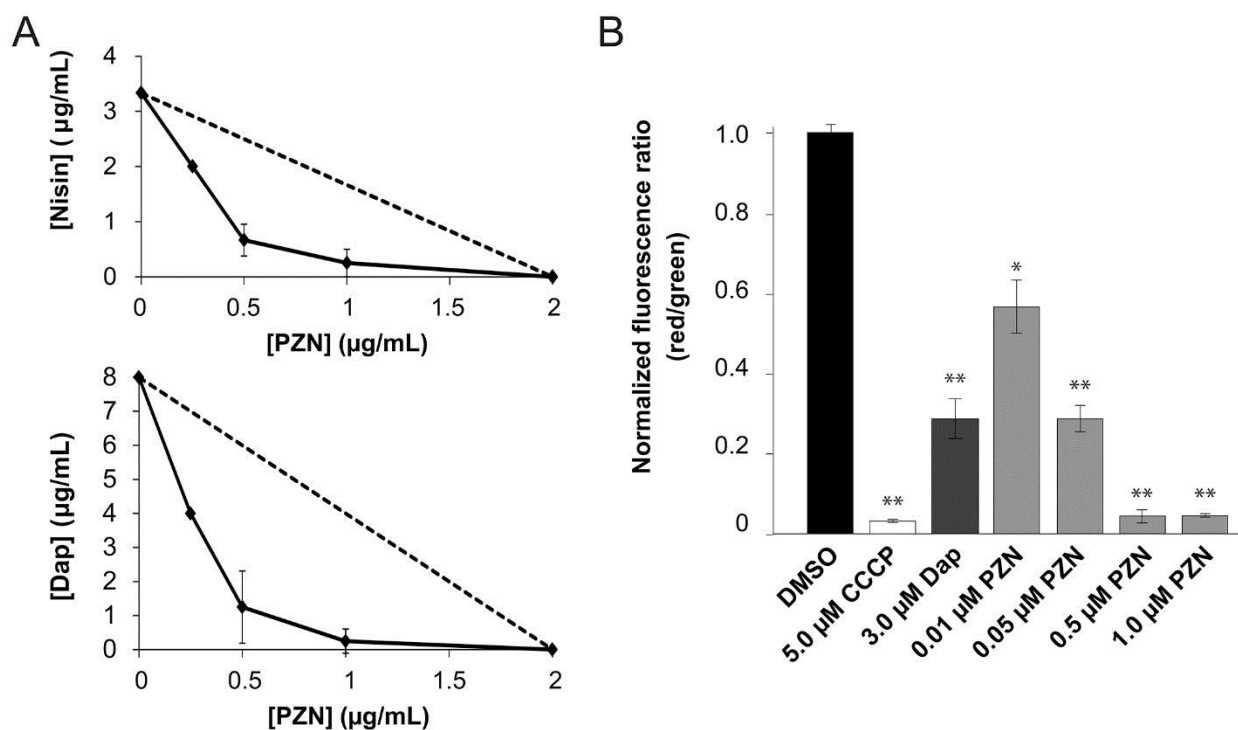 A
[Nisin] ( µg/mL)
4
3
2
1
0
0
0.5
1
1.5
2
[PZN] (µg/mL)
[Dap] (µg/mL)
8
7
6
5
4
3
2
1
0
0
0.5
1
1.5
2
[PZN] (µg/mL)
B
Normalized fluorescence ratio
(red/green)
1.0
0.8
0.6
0.4
0.2
0
**
**
*
**
**
**
DMSO
5.0 µM CCCP
3.0 µM Dap
0.01 µM PZN
0.05 µM PZN
0.5 µM PZN
1.0 µM PZN